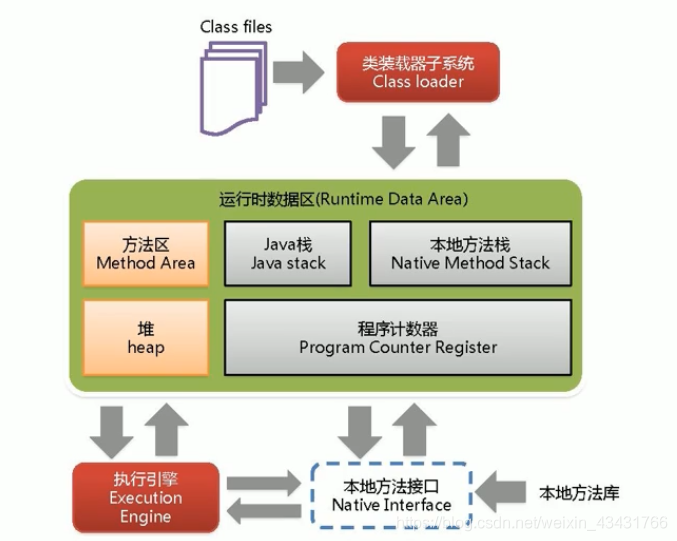 Class files
类装载器子系统
Class loader
运行时数据区(Runtime Data Area)
方法区
Method Area
Java栈
Java stack
本地方法栈
Native Method Stack
堆
heap
程序计数器
Program Counter Register
执行引擎
Execution
Engine
本地方法接口
Native Interface
本地方法库
https://blog.csdn.net/weixin_43431766